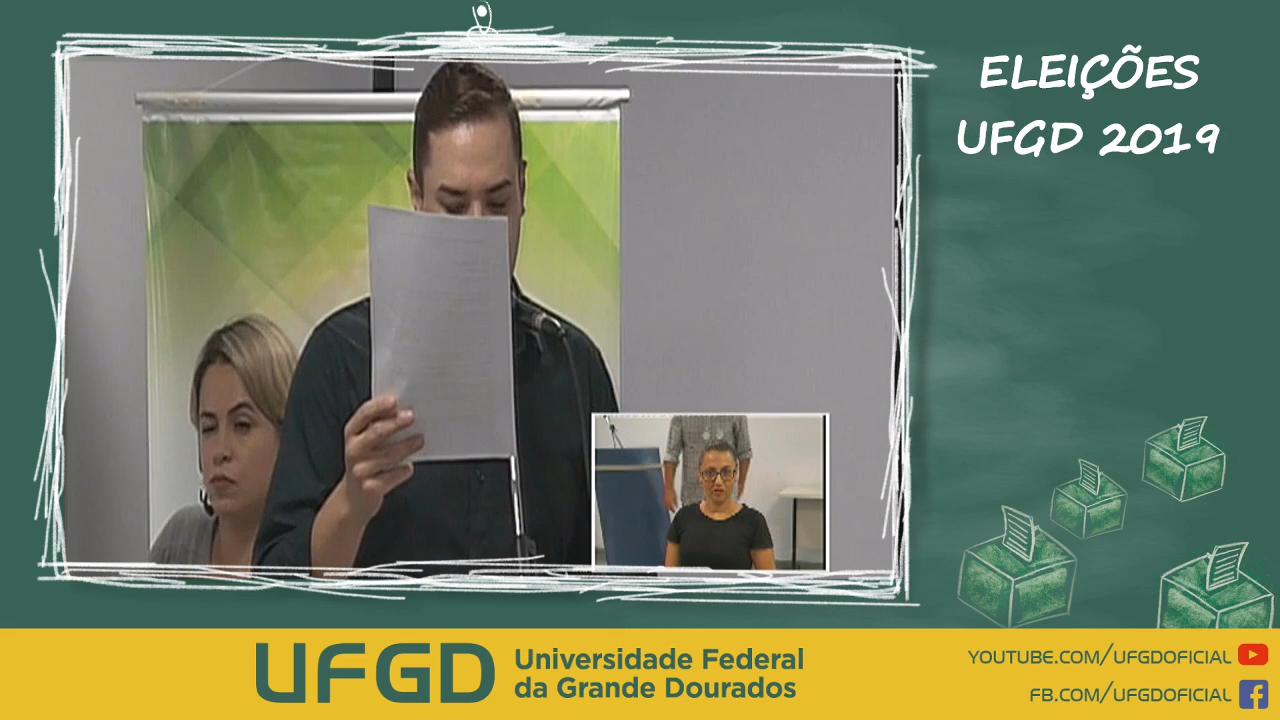 ELEIÇÕES
UFGD 2019
UFGD
Universidade Federal
da Grande Dourados
YOUTUBE.COM/UFGDOFICIAL
FB.COM/UFGDOFICIAL